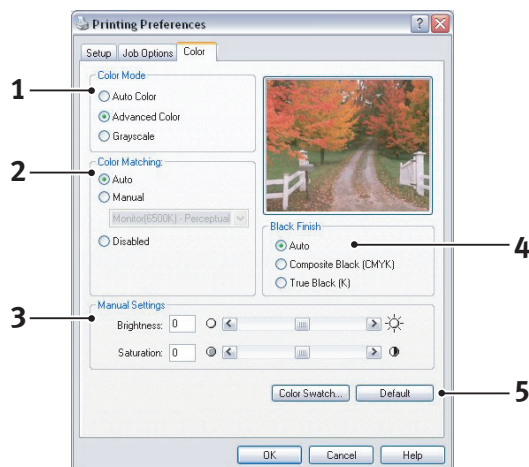 Printing Preferences
Setup
Job Options
Color
1
Color Mode
Auto Color
Advanced Color
Grayscale
2
Color Matching:
Auto
Manual
Monitor(6500K) - Perceptual
Disabled
Black Finish
Auto
4
Composite Black (CMYK)
True Black (K)
3
Manual Settings
Brightness: 0
Saturation: 0
Color Swatch...
Default
5
OK
Cancel
Help